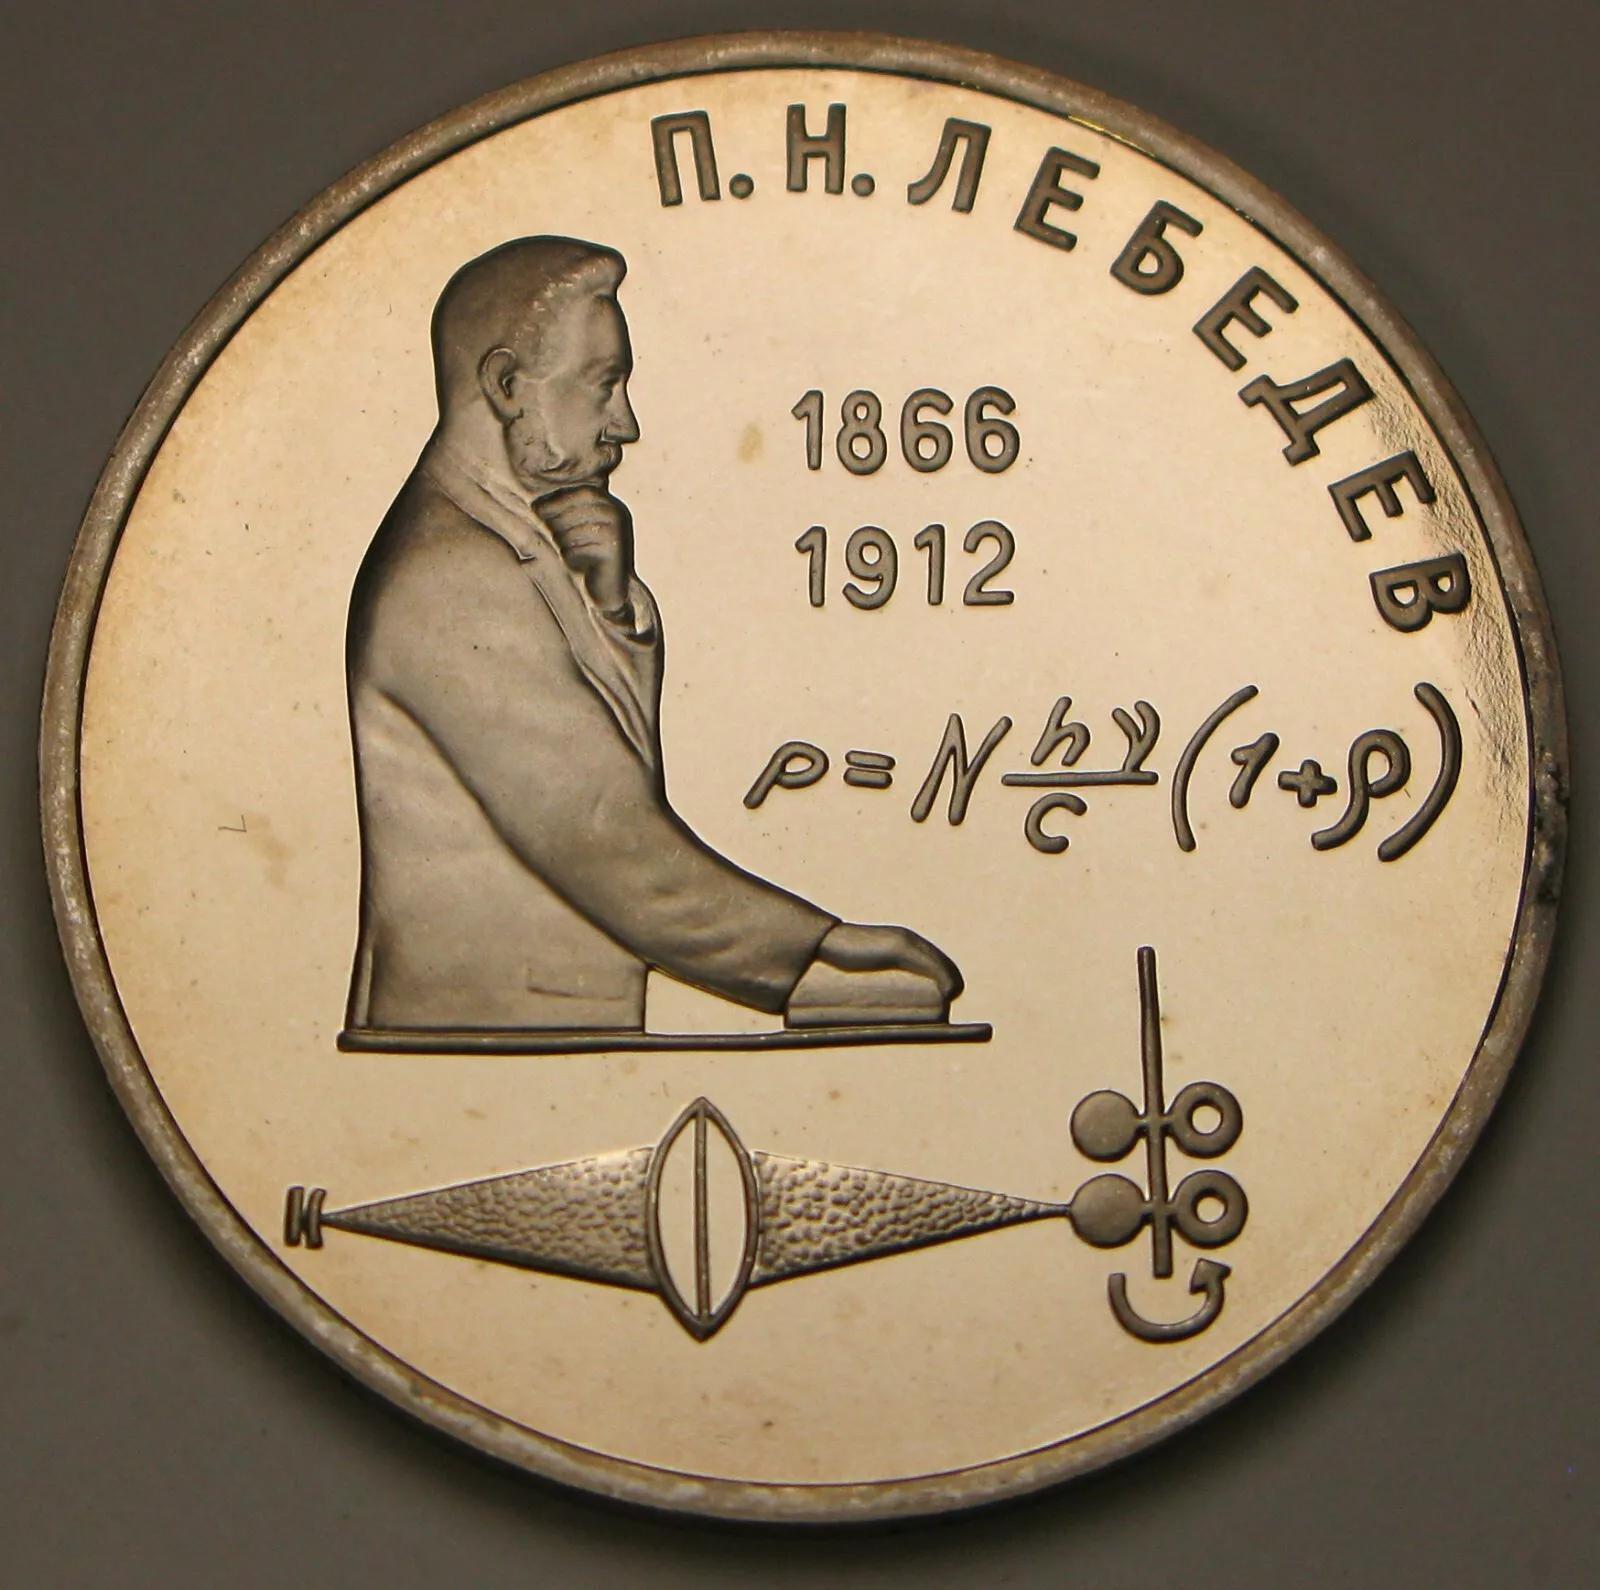 П. Н. ЛЕБЕДЕВ
1866
1912
p = N hν/c (1+ρ)